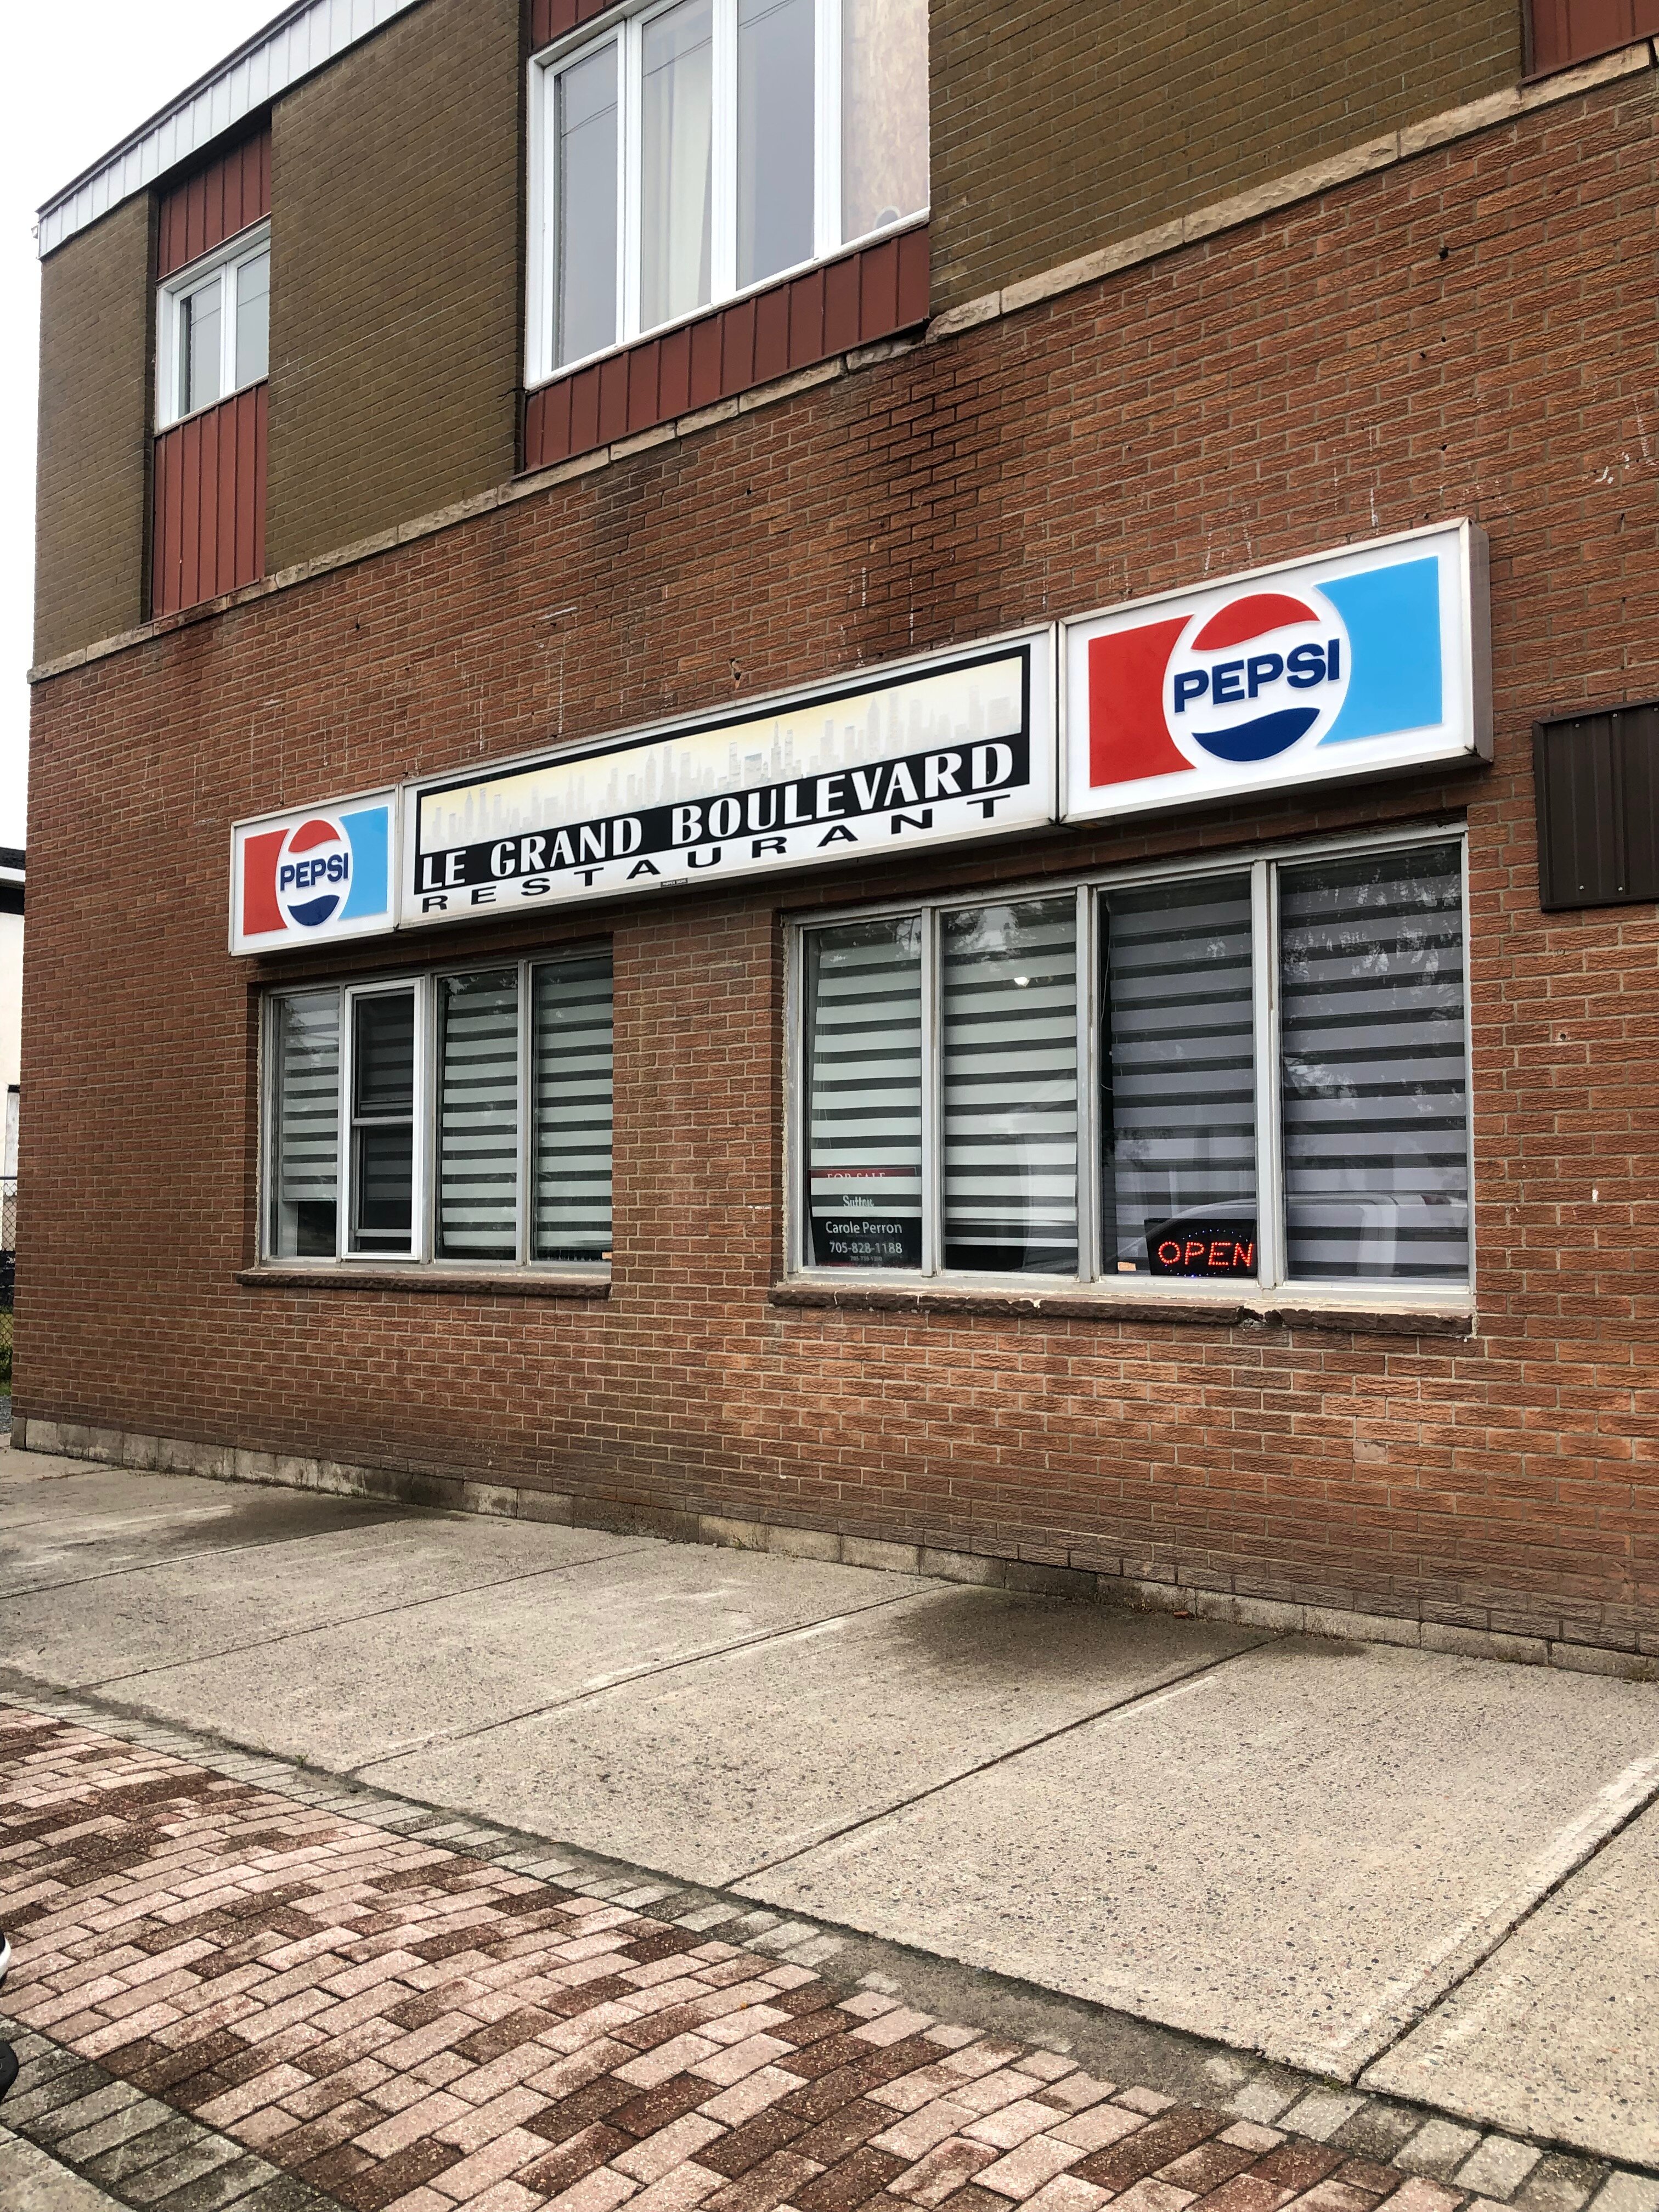 PEPSI
LE GRAND BOULEVARD
RESTAURANT
PEPSI
FOR SALE
Sutton
Carole Perron
705-828-1188
OPEN